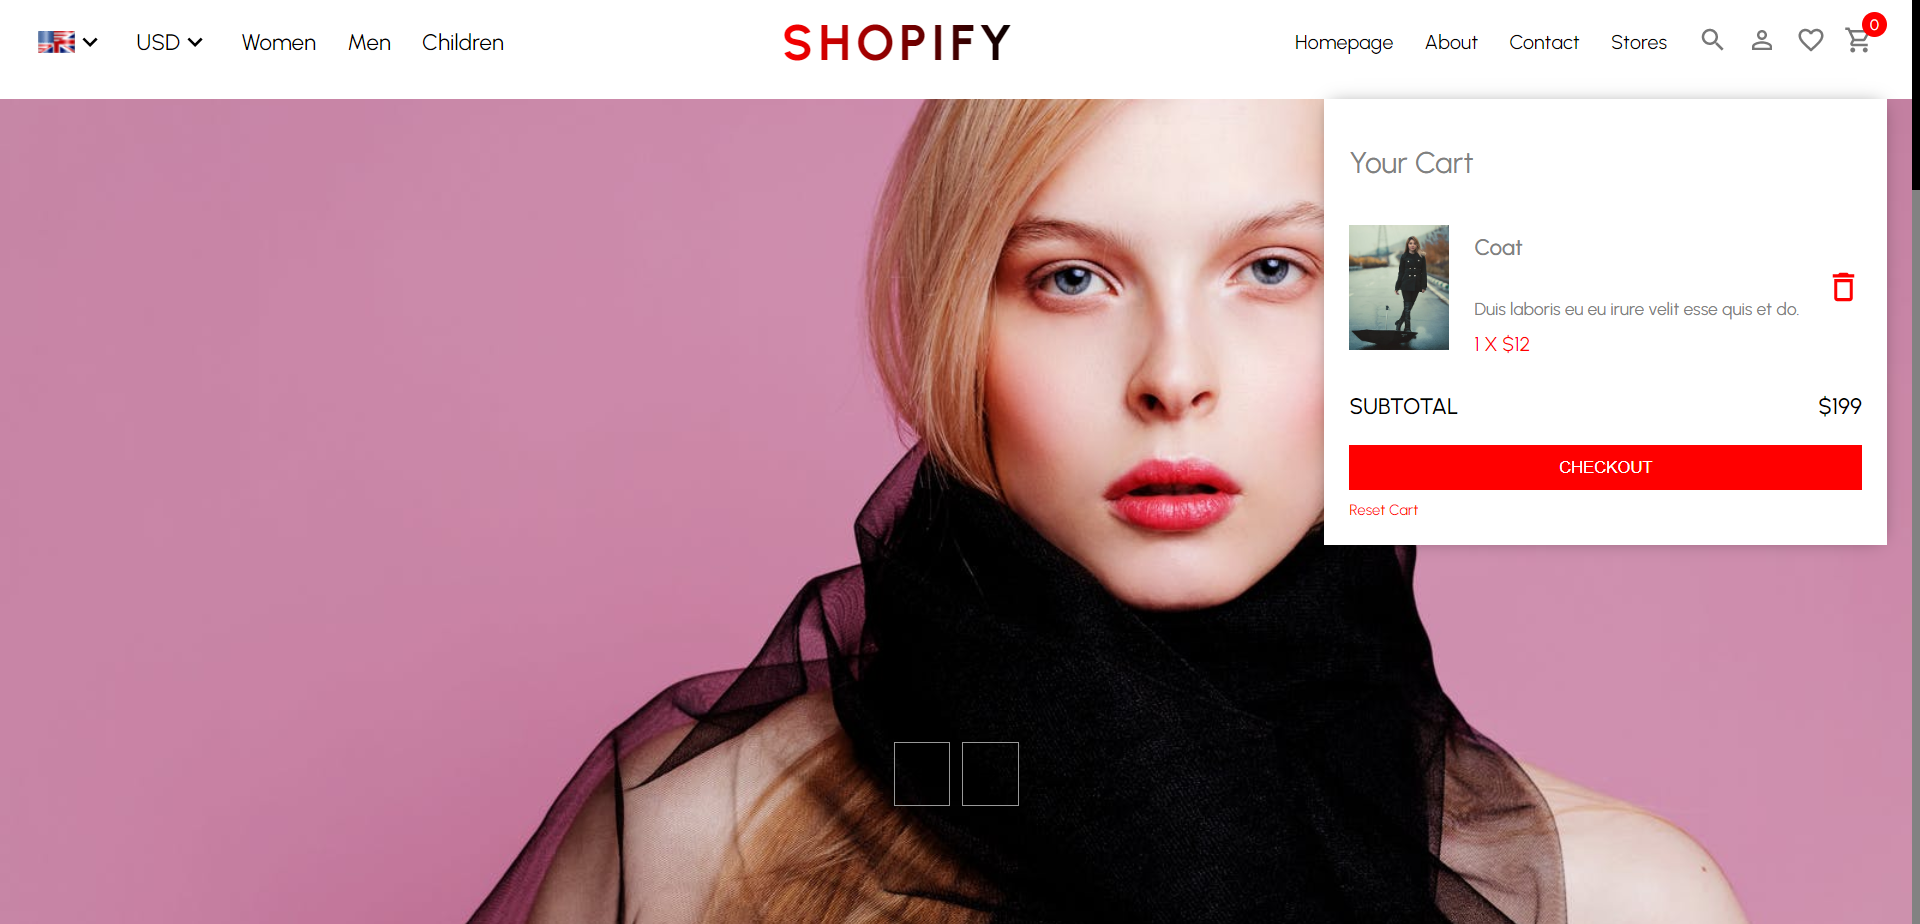 USD Women Men Children SHOPIFY Homepage About Contact Stores 0
Your Cart
Coat
Duis laboris eu eu irure velit esse quis et do.
1 X $12
SUBTOTAL $199
CHECKOUT
Reset Cart